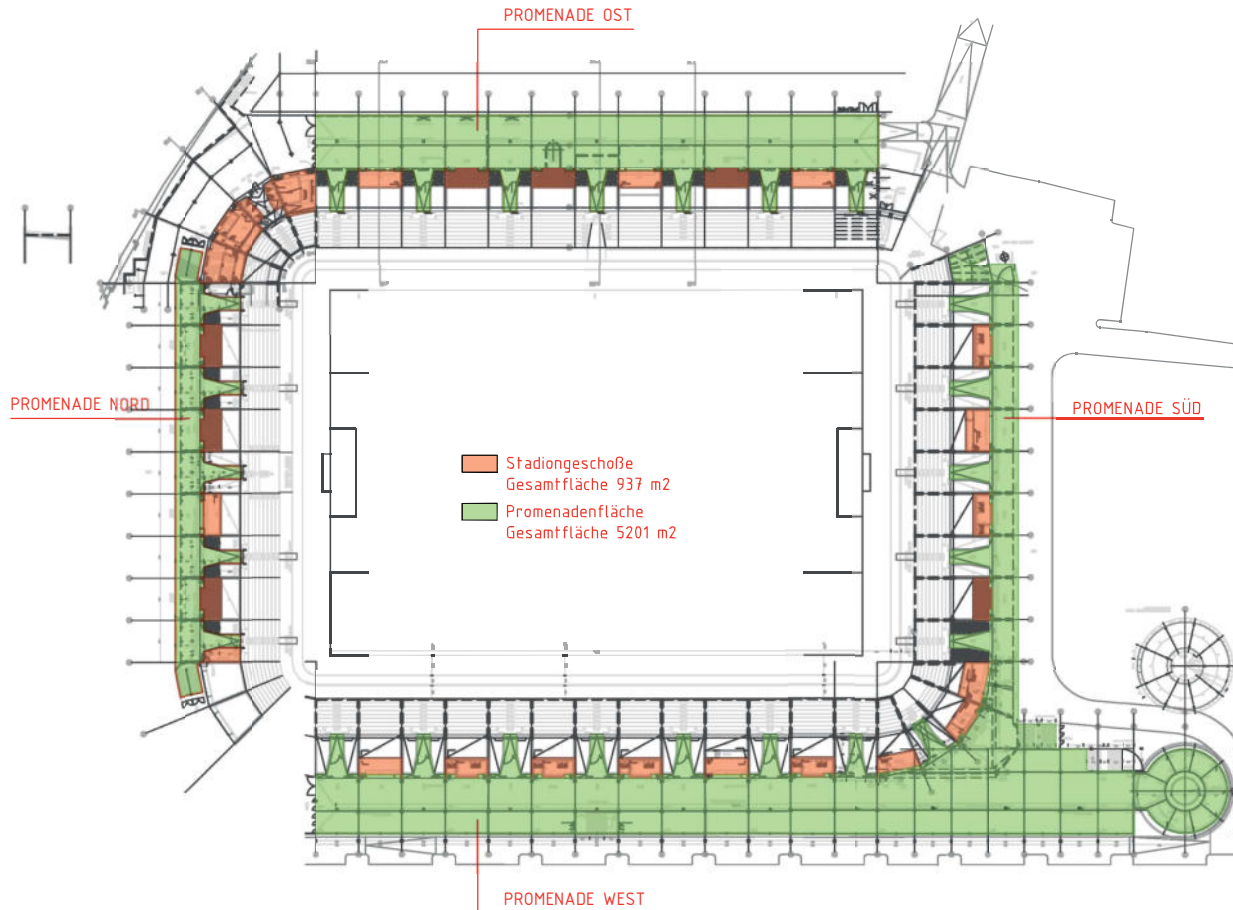 PROMENADE OST
PROMENADE NORD
PROMENADE SÜD
Stadiongeschoße
Gesamtfläche 937 m2
Promenadenfläche
Gesamtfläche 5201 m2
PROMENADE WEST